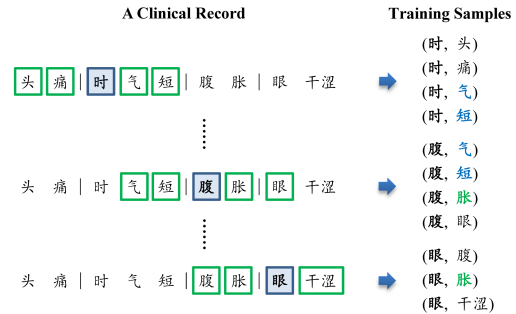 A Clinical Record
Training Samples
头 痛 | 时 气 短 | 腹 胀 | 眼 干涩
(时, 头)
(时, 痛)
(时, 气)
(时, 短)
头 痛 | 时 气 短 | 腹 胀 | 眼 干涩
(腹, 气)
(腹, 短)
(腹, 胀)
(腹, 眼)
头 痛 | 时 气 短 | 腹 胀 | 眼 干涩
(眼, 腹)
(眼, 胀)
(眼, 干涩)